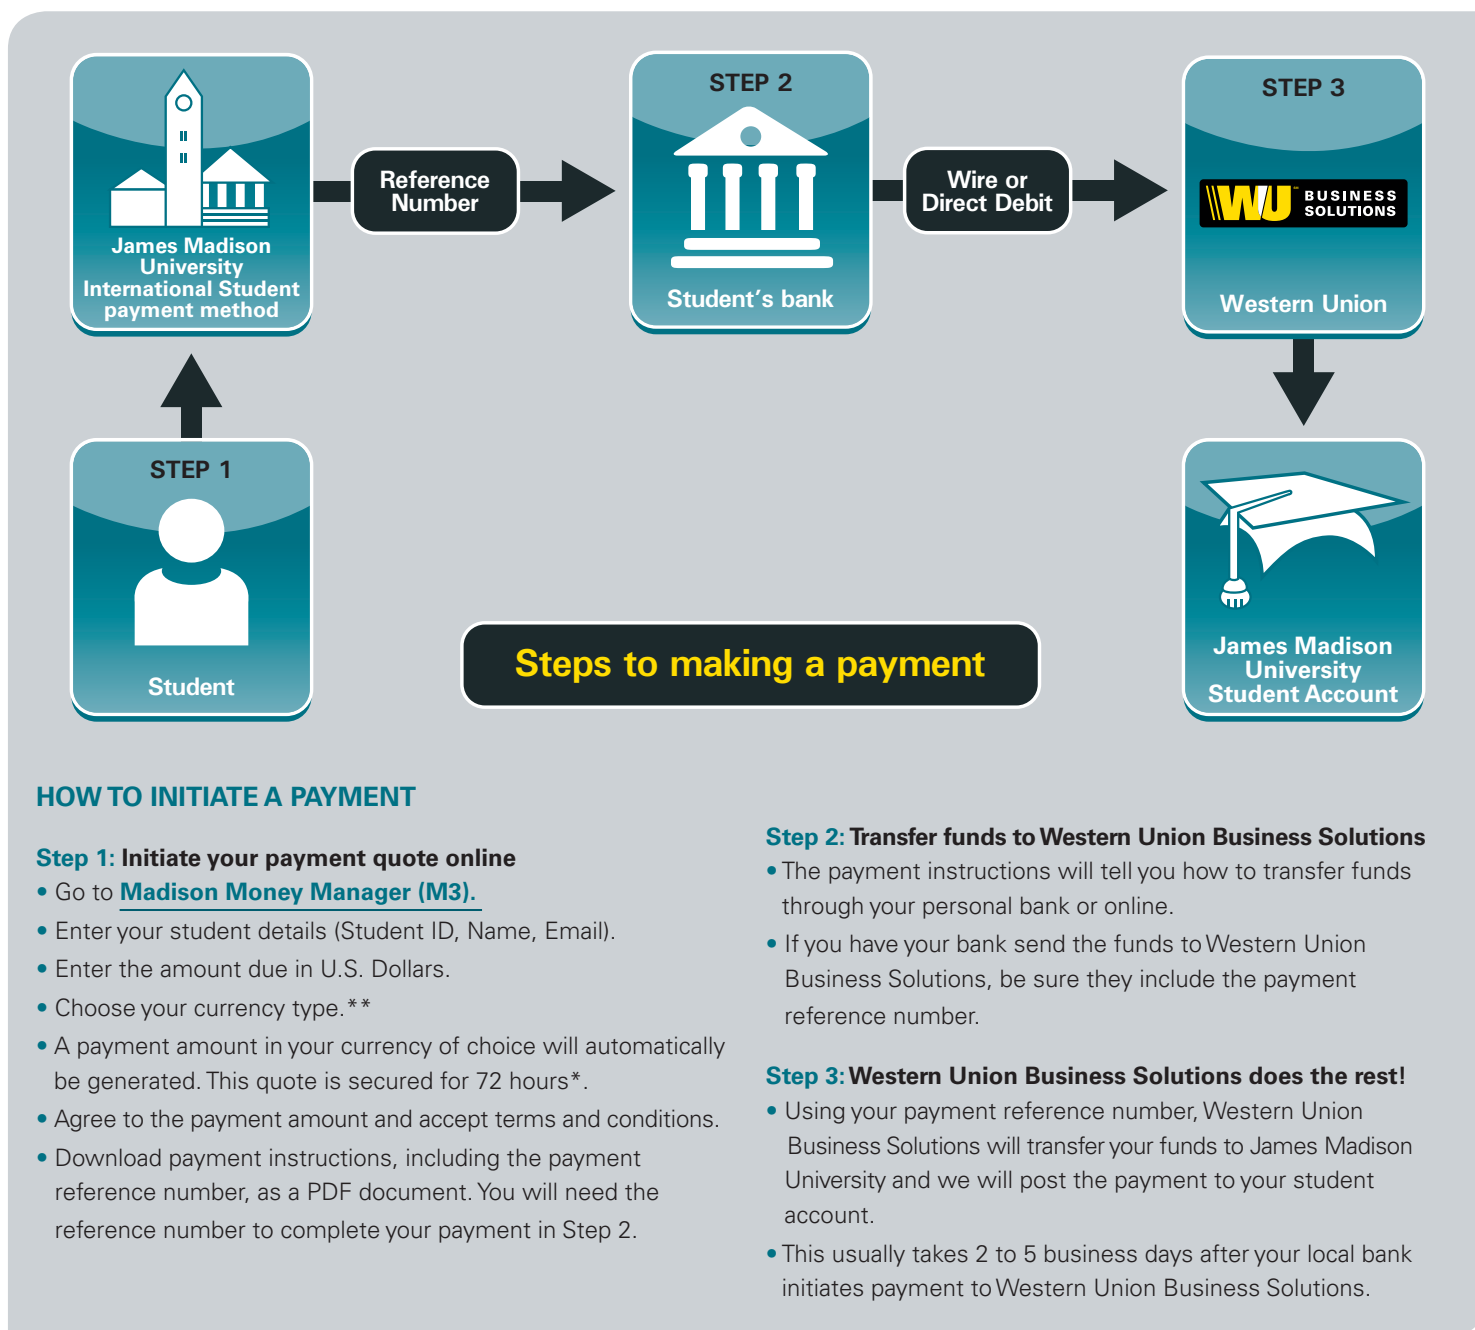 James Madison
University
International Student
payment method
Reference
Number
STEP 2
Student's bank
Wire or
Direct Debit
STEP 3
WU™ BUSINESS
SOLUTIONS
Western Union
STEP 1
Student
Steps to making a payment
James Madison
University
Student Account
HOW TO INITIATE A PAYMENT
Step 1: Initiate your payment quote online
• Go to Madison Money Manager (M3).
• Enter your student details (Student ID, Name, Email).
• Enter the amount due in U.S. Dollars.
• Choose your currency type.**
• A payment amount in your currency of choice will automatically
be generated. This quote is secured for 72 hours*.
• Agree to the payment amount and accept terms and conditions.
• Download payment instructions, including the payment
reference number, as a PDF document. You will need the
reference number to complete your payment in Step 2.
Step 2: Transfer funds to Western Union Business Solutions
• The payment instructions will tell you how to transfer funds
through your personal bank or online.
• If you have your bank send the funds to Western Union
Business Solutions, be sure they include the payment
reference number.
Step 3: Western Union Business Solutions does the rest!
• Using your payment reference number, Western Union
Business Solutions will transfer your funds to James Madison
University and we will post the payment to your student
account.
• This usually takes 2 to 5 business days after your local bank
initiates payment to Western Union Business Solutions.